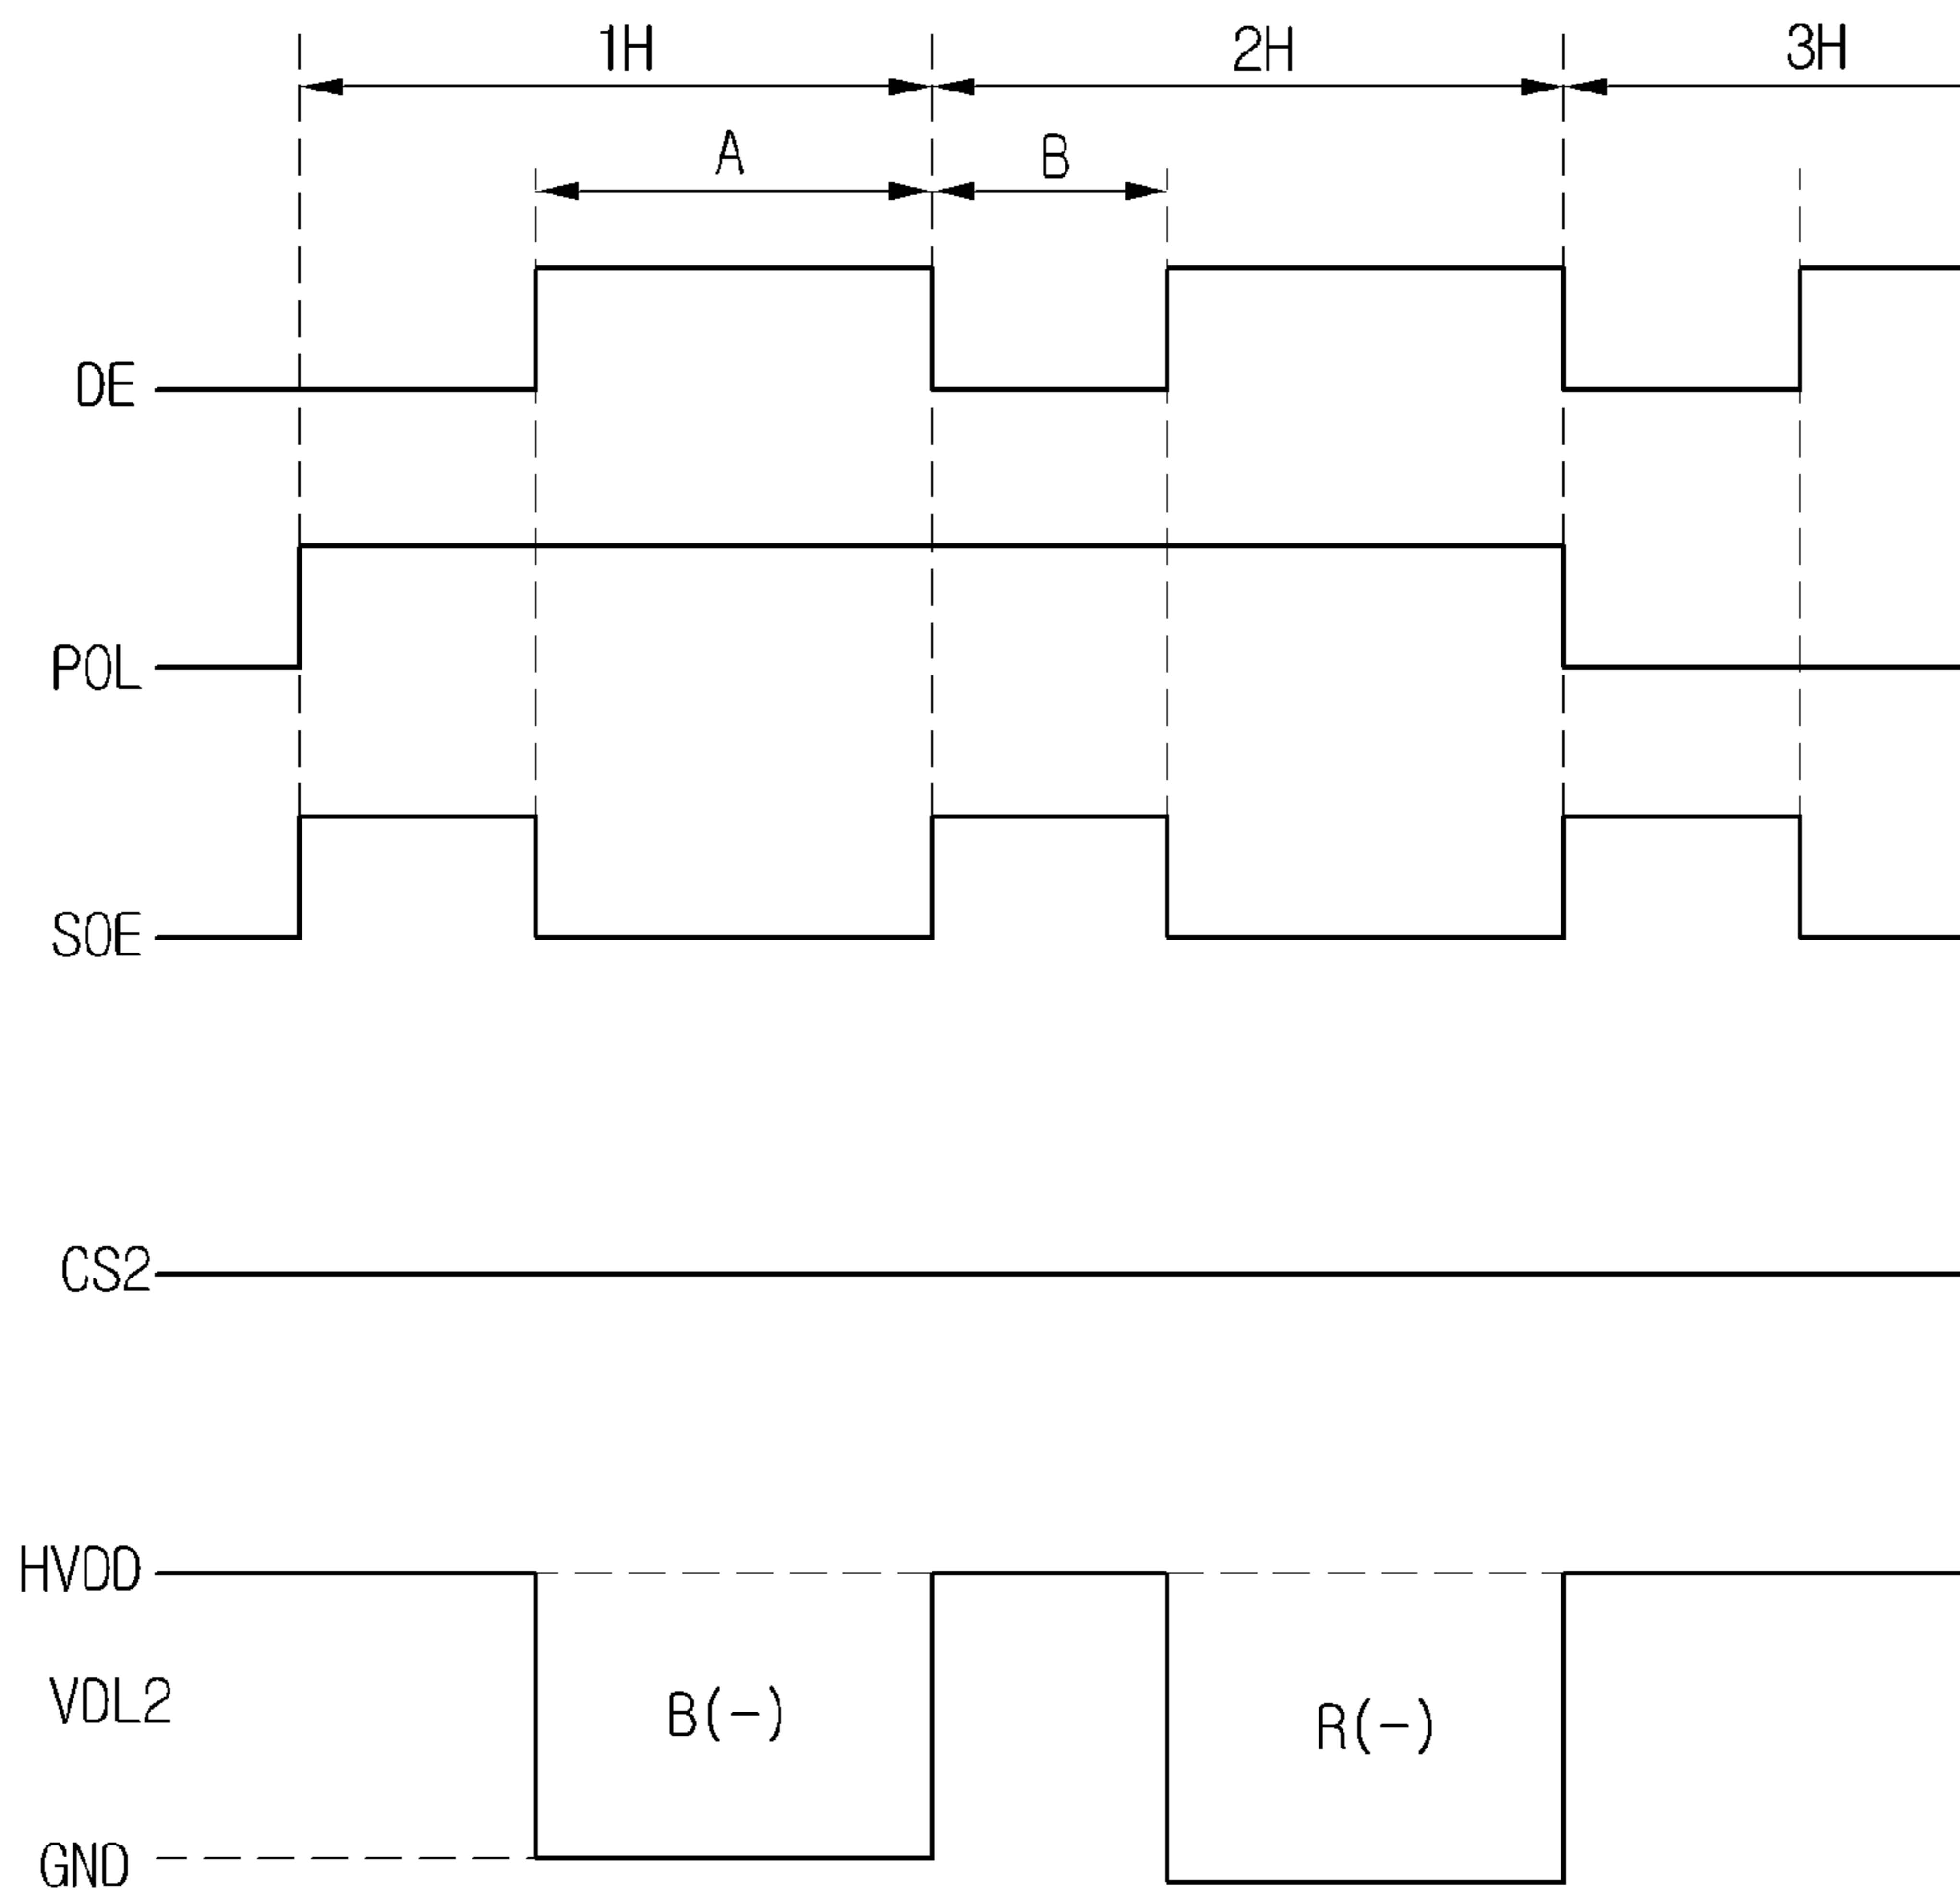 1H 2H 3H
A B
DE
POL
SOE
CS2
HVDD
VDL2 B(-) R(-)
GND